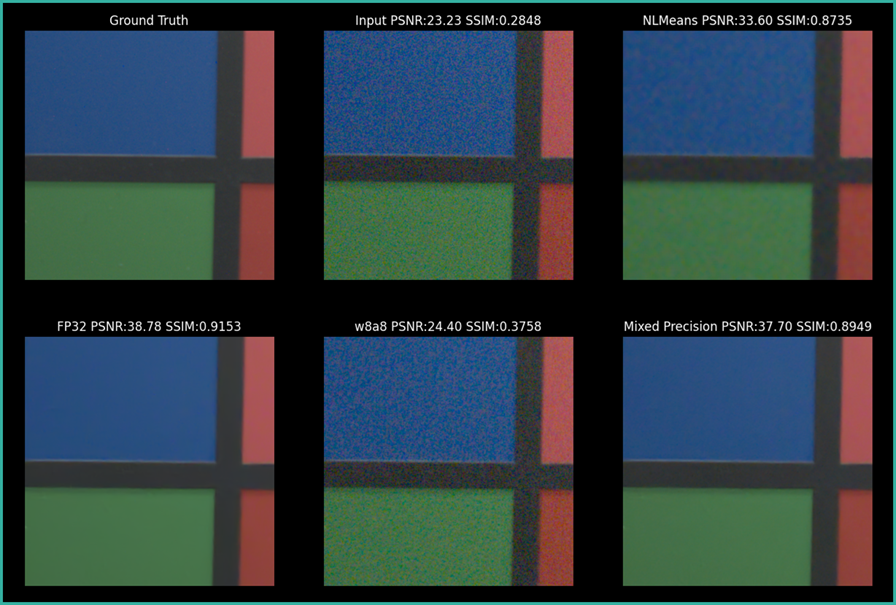 Ground Truth
Input PSNR:23.23 SSIM:0.2848
NLMeans PSNR:33.60 SSIM:0.8735
FP32 PSNR:38.78 SSIM:0.9153
w8a8 PSNR:24.40 SSIM:0.3758
Mixed Precision PSNR:37.70 SSIM:0.8949